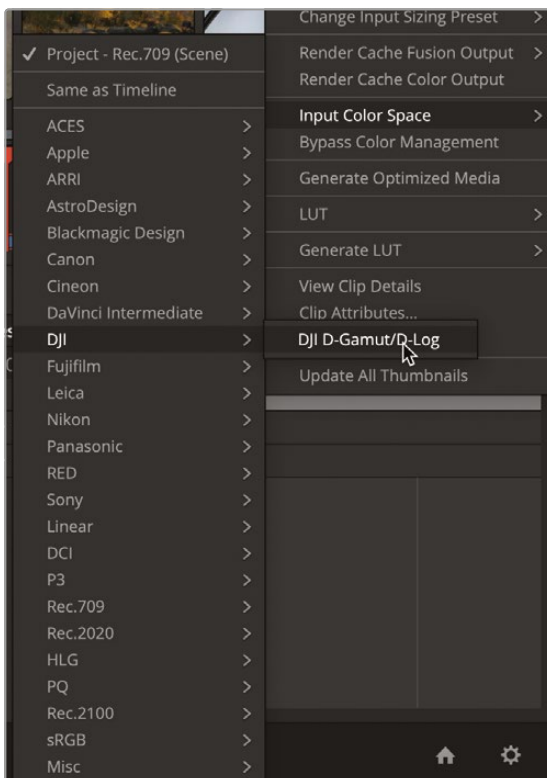 Change Input Sizing Preset
Render Cache Fusion Output
Render Cache Color Output
Input Color Space
Bypass Color Management
Generate Optimized Media
LUT
Generate LUT
View Clip Details
Clip Attributes...
Update All Thumbnails
Project - Rec.709 (Scene)
Same as Timeline
ACES
Apple
ARRI
AstroDesign
Blackmagic Design
Canon
Cineon
DaVinci Intermediate
DJI
Fujifilm
Leica
Nikon
Panasonic
RED
Sony
Linear
DCI
P3
Rec.709
Rec.2020
HLG
PQ
Rec.2100
sRGB
Misc
DJI D-Gamut/D-Log